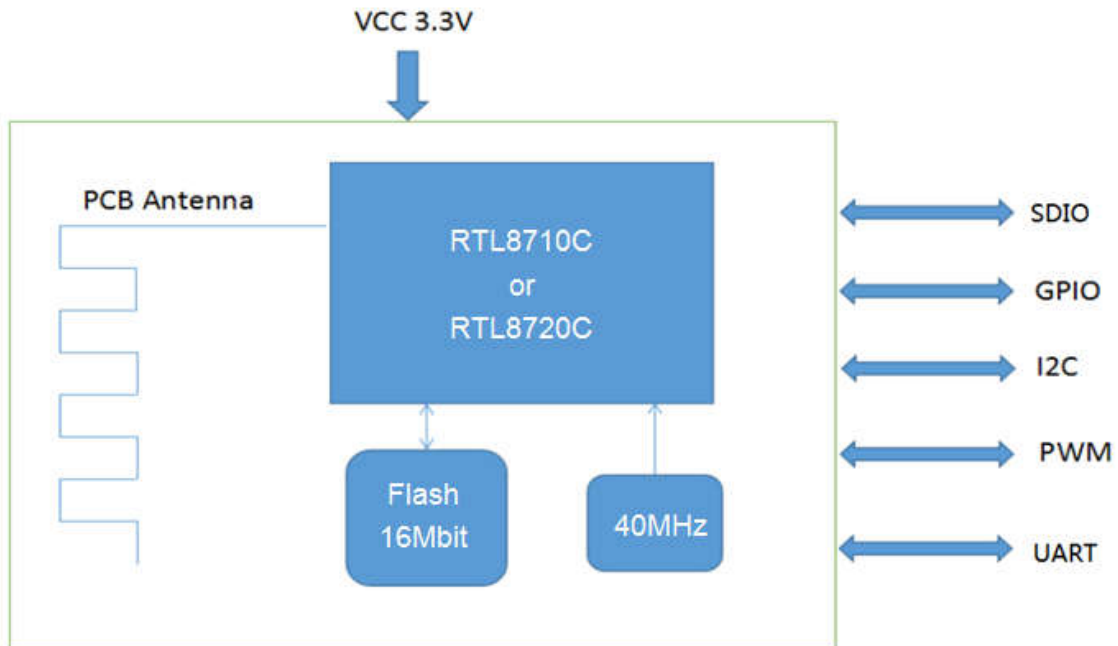 VCC 3.3V
PCB Antenna
RTL8710C
or
RTL8720C
Flash
16Mbit
40MHz
SDIO
GPIO
I2C
PWM
UART